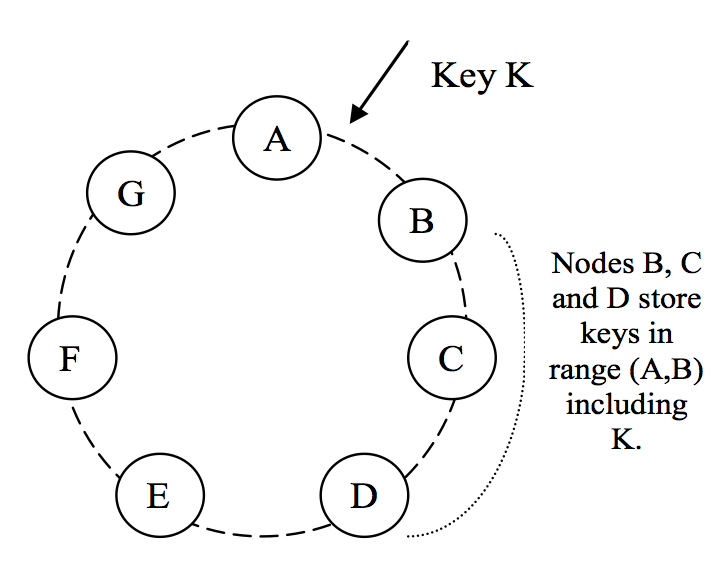 Key K
A
G
B
Nodes B, C
and D store
keys in
range (A,B)
including
K.
F
C
E
D